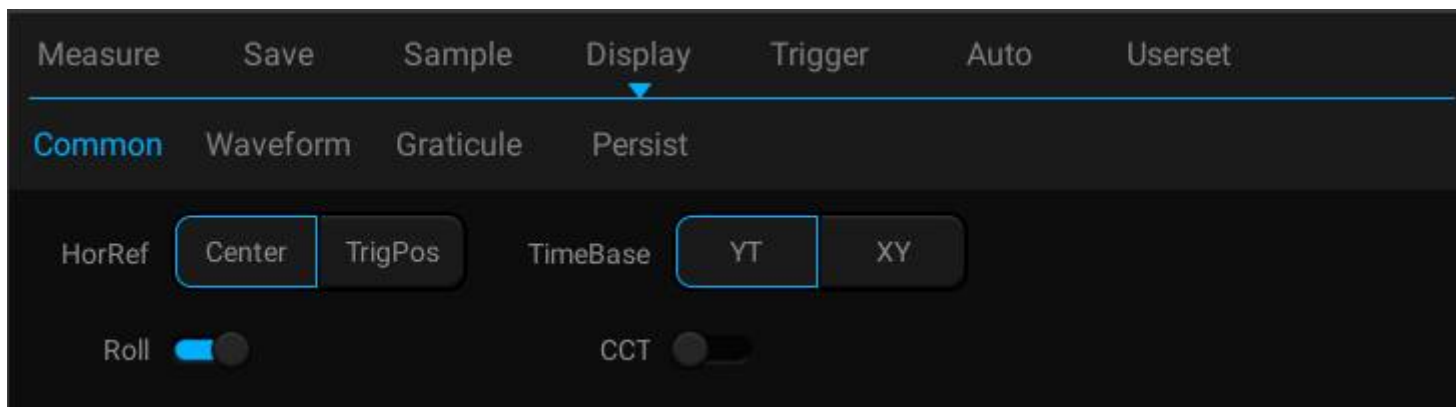 Measure Save Sample Display Trigger Auto Userset
Common Waveform Graticule Persist
HorRef Center TrigPos TimeBase YT XY
Roll CCT